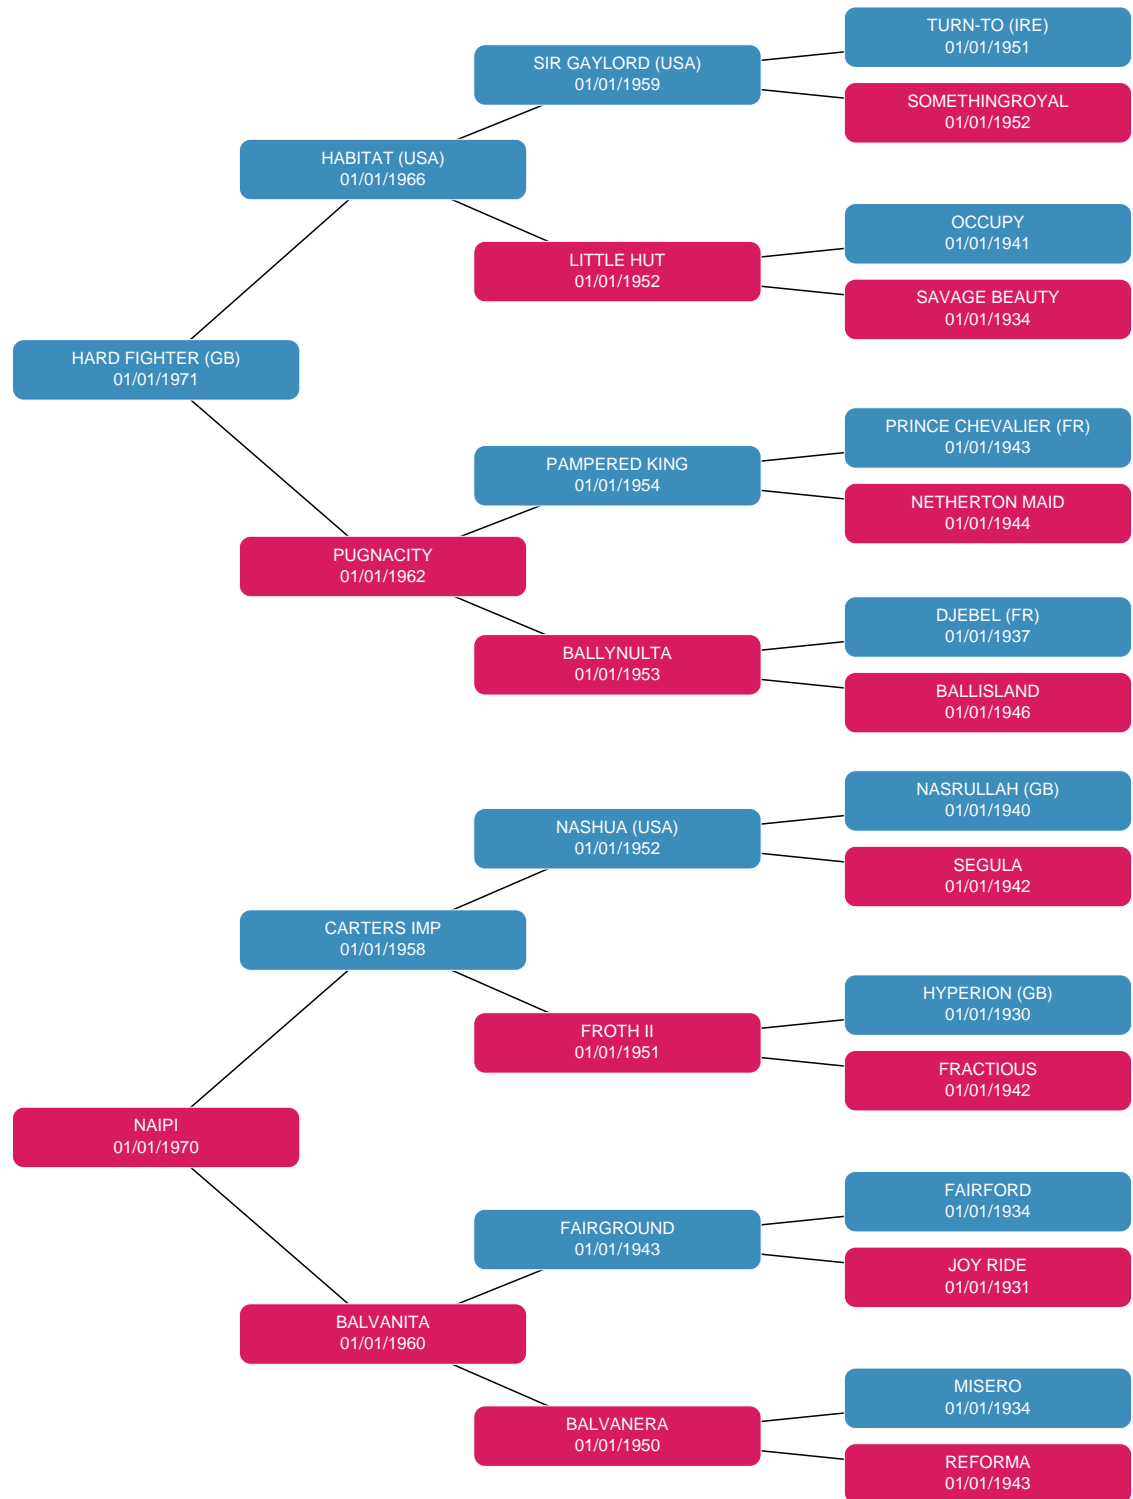 TURN-TO (IRE)
01/01/1951
SIR GAYLORD (USA)
01/01/1959
SOMETHINGROYAL
01/01/1952
HABITAT (USA)
01/01/1966
OCCUPY
01/01/1941
LITTLE HUT
01/01/1952
SAVAGE BEAUTY
01/01/1934
HARD FIGHTER (GB)
01/01/1971
PRINCE CHEVALIER (FR)
01/01/1943
PAMPERED KING
01/01/1954
NETHERTON MAID
01/01/1944
PUGNACITY
01/01/1962
DJEBEL (FR)
01/01/1937
BALLYNULTA
01/01/1953
BALLISLAND
01/01/1946
NASRULLAH (GB)
01/01/1940
NASHUA (USA)
01/01/1952
SEGULA
01/01/1942
CARTERS IMP
01/01/1958
HYPERION (GB)
01/01/1930
FROTH II
01/01/1951
FRACTIOUS
01/01/1942
NAIPI
01/01/1970
FAIRFORD
01/01/1934
FAIRGROUND
01/01/1943
JOY RIDE
01/01/1931
BALVANITA
01/01/1960
MISERO
01/01/1934
BALVANERA
01/01/1950
REFORMA
01/01/1943